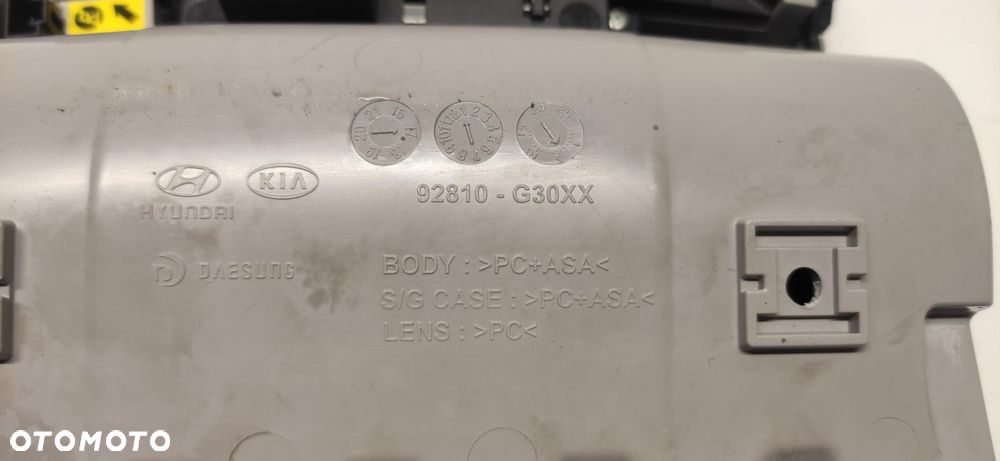 92810 - G30XX
HYUNDAI
KIA
DAESUNG
BODY : >PC+ASA<
S/G CASE : >PC+ASA<
LENS : >PC<
OTOMOTO